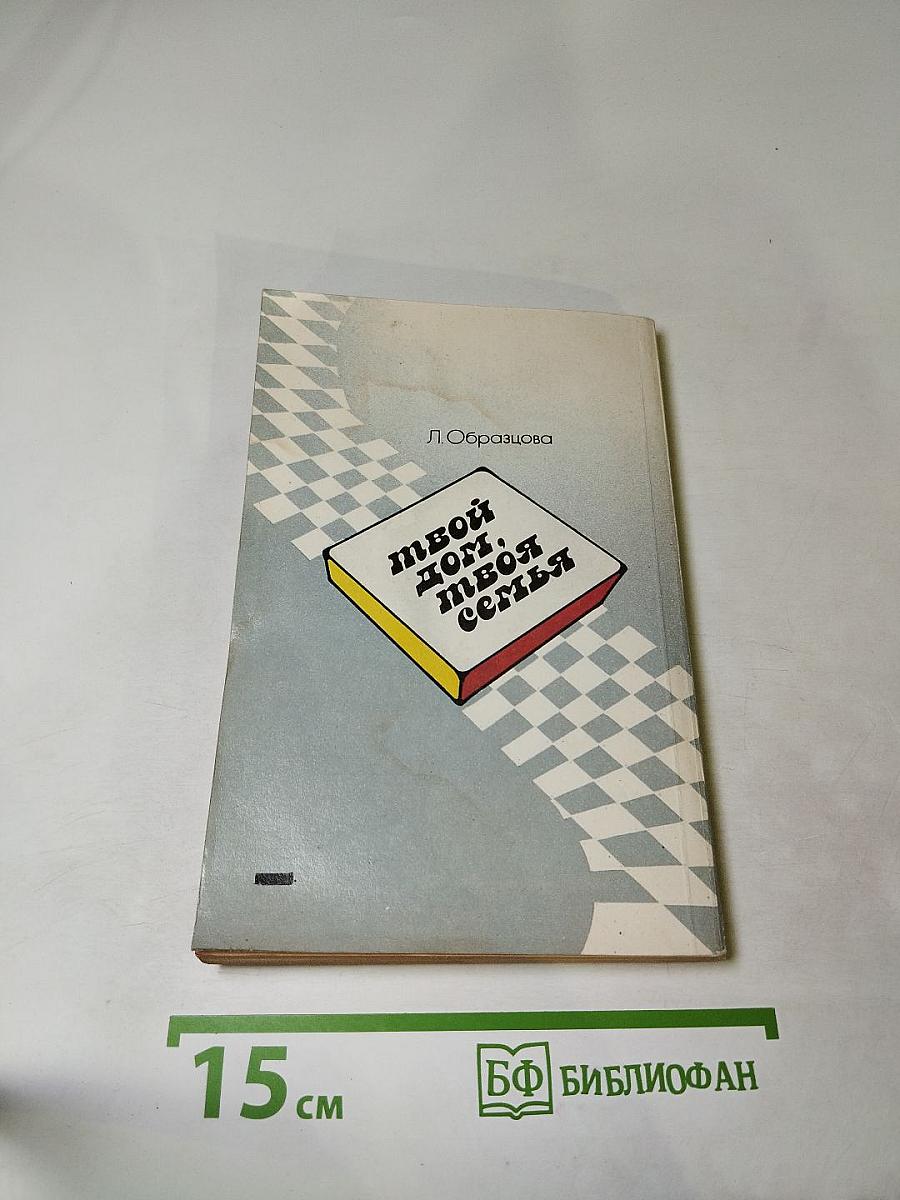 Л. Образцова
твой
дом,
твоя
семья
15 см
БФ БИБЛИОФАН